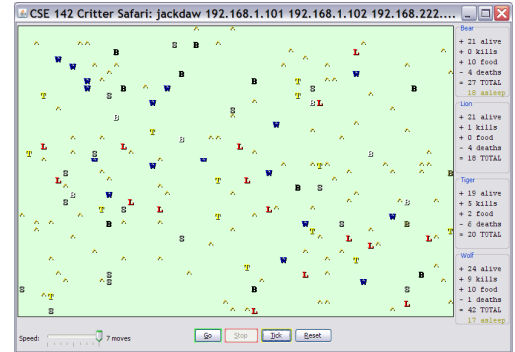 CSE 142 Critter Safari: jackdaw 192.168.1.101 192.168.1.102 192.168.222....
S B
B L
W
W
B
W T B
W B W B
T S T
W B L
S
B
W
T
B
L L W
T L B
W W
W T
S W B
L T L
B S
B W
L B
T S L T L
W
B W S B
S T L L
L
W T
S L B
S W B
S B
T
L
L
Bear
+ 21 alive
+ 0 kills
+ 10 food
- 4 deaths
= 27 TOTAL
18 asleep
Lion
+ 21 alive
+ 1 kills
+ 0 food
- 4 deaths
= 18 TOTAL
Tiger
+ 19 alive
+ 5 kills
+ 2 food
- 6 deaths
= 20 TOTAL
Wolf
+ 24 alive
+ 9 kills
+ 10 food
- 1 deaths
= 42 TOTAL
17 asleep
Speed: 7 moves Go Stop Tick Reset